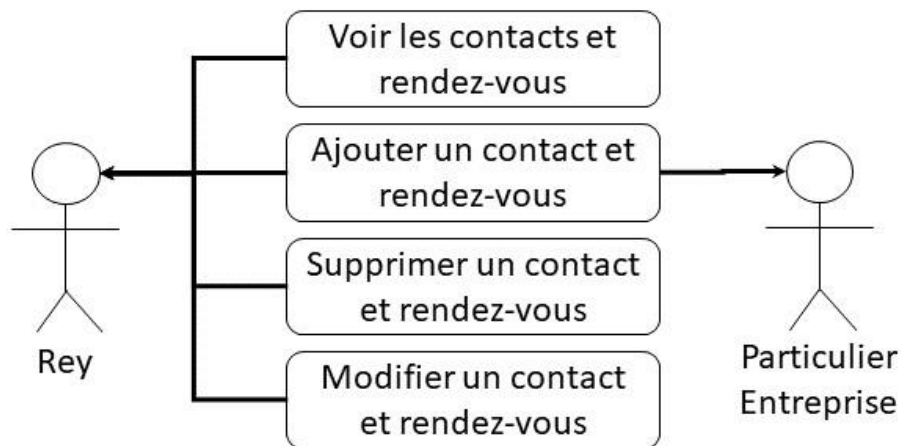 Voir les contacts et
rendez-vous
Ajouter un contact et
rendez-vous
Supprimer un contact
et rendez-vous
Modifier un contact
et rendez-vous
Rey
Particulier
Entreprise